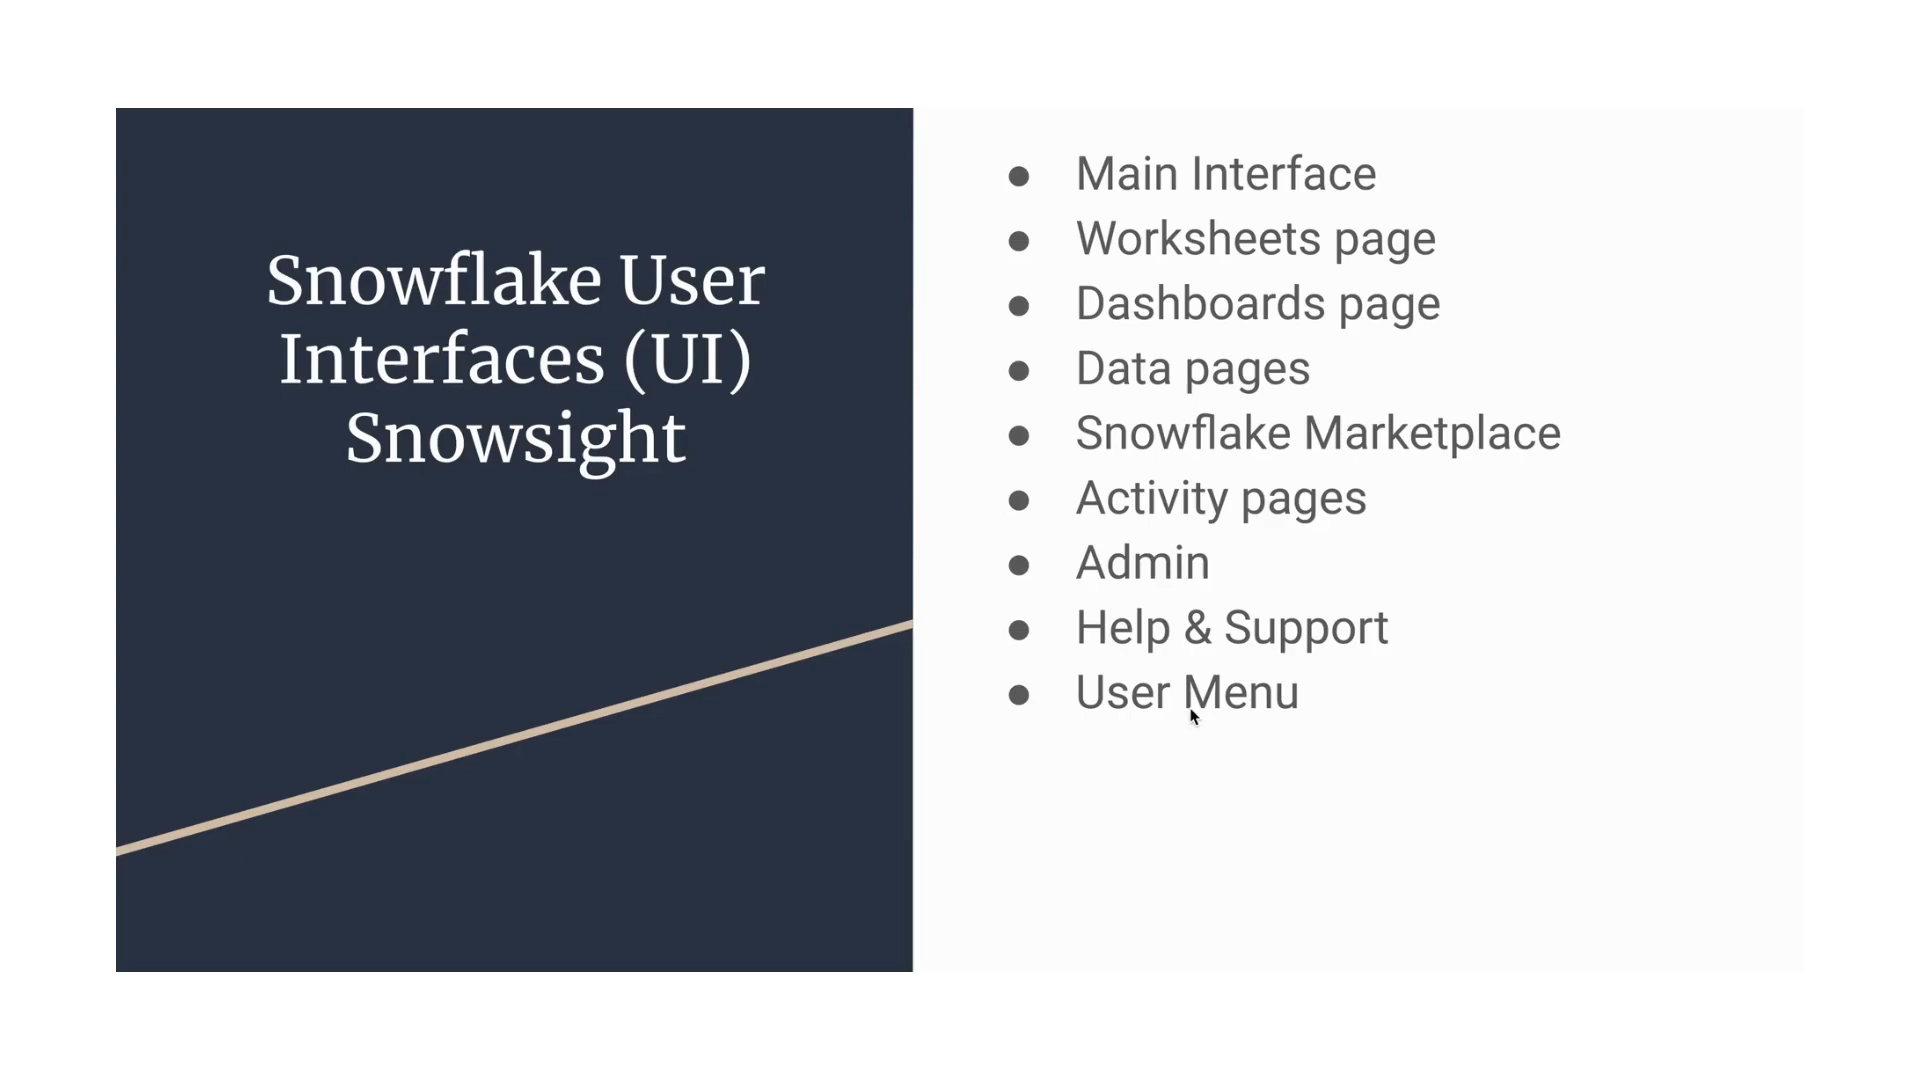 Snowflake User
Interfaces (UI)
Snowsight
● Main Interface
● Worksheets page
● Dashboards page
● Data pages
● Snowflake Marketplace
● Activity pages
● Admin
● Help & Support
● User Menu